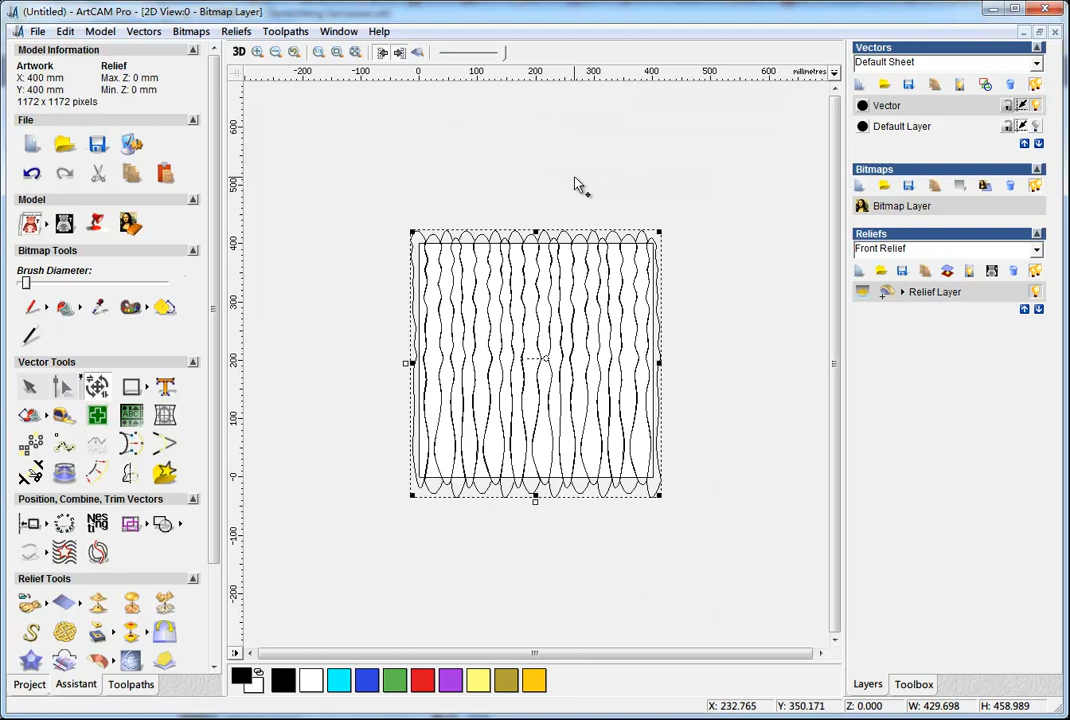 (Untitled) - ArtCAM Pro - [2D View:0 - Bitmap Layer]
File Edit Model Vectors Bitmaps Reliefs Toolpaths Window Help
Model Information
Artwork Relief
X: 400 mm Max. Z: 0 mm
Y: 400 mm Min. Z: 0 mm
1172 x 1172 pixels
File
Model
Bitmap Tools
Brush Diameter:
Vector Tools
Position, Combine, Trim Vectors
Nesting
Relief Tools
Project Assistant Toolpaths
3D
-200 -100 0 100 200 300 400 500 600 millimetres
600
500
400
300
200
100
-0
-100
-200
Vectors
Default Sheet
Vector
Default Layer
Bitmaps
Bitmap Layer
Reliefs
Front Relief
Relief Layer
Layers Toolbox
X: 232.765 Y: 350.171 Z: 0.000 W: 429.698 H: 458.989